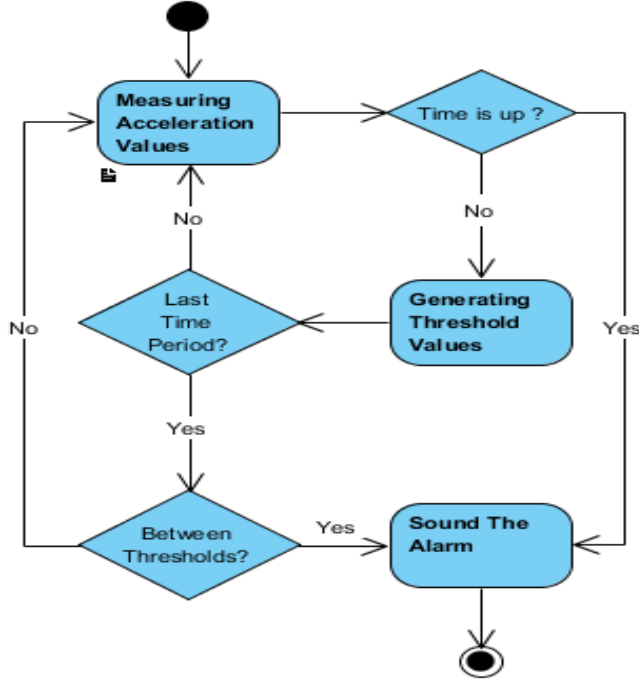 Measuring
Acceleration
Values
Time is up ?
No
No
Last
Time
Period?
Generating
Threshold
Values
No
Yes
Yes
Between
Thresholds?
Yes
Sound The
Alarm